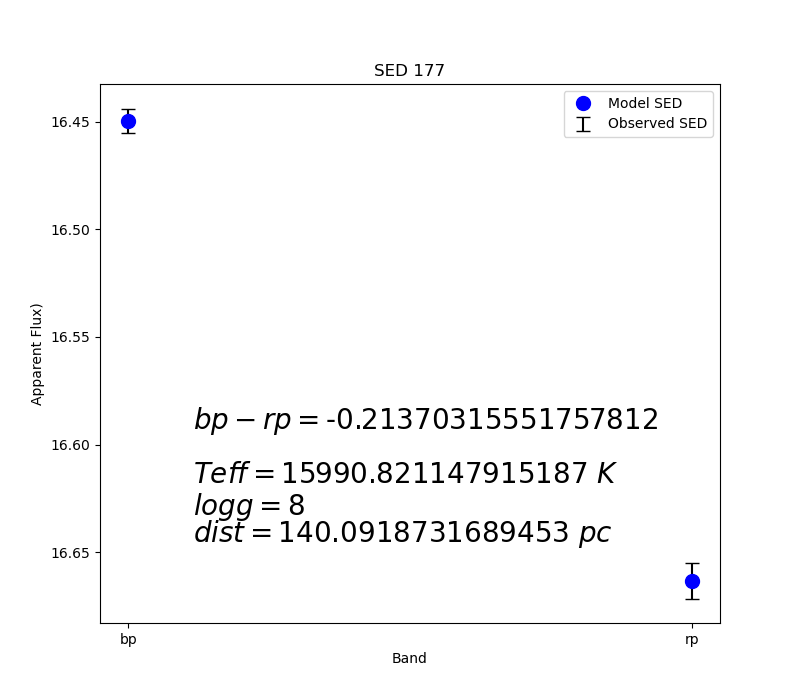 SED 177
Model SED
Observed SED
16.45
16.50
16.55
16.60
16.65
Apparent Flux)
bp − rp = -0.21370315551757812
Teff = 15990.821147915187 K
logg = 8
dist = 140.0918731689453 pc
bp
rp
Band